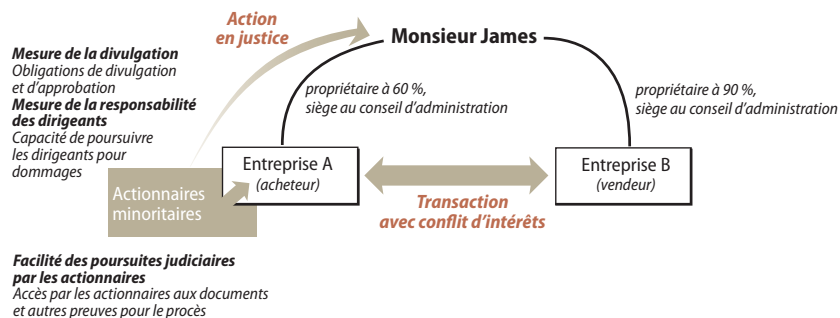 Action
en justice
Monsieur James
Mesure de la divulgation
Obligations de divulgation
et d'approbation
Mesure de la responsabilité
des dirigeants
Capacité de poursuivre
les dirigeants pour
dommages
propriétaire à 60 %,
siège au conseil d'administration
propriétaire à 90 %,
siège au conseil d'administration
Entreprise A
(acheteur)
Entreprise B
(vendeur)
Actionnaires
minoritaires
Transaction
avec conflit d'intérêts
Facilité des poursuites judiciaires
par les actionnaires
Accès par les actionnaires aux documents
et autres preuves pour le procès